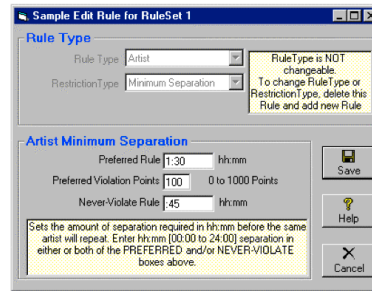 Sample Edit Rule for RuleSet 1
Rule Type
Rule Type Artist
RestrictionType Minimum Separation
RuleType is NOT
changeable.
To change RuleType or
RestrictionType, delete this
Rule and add new Rule
Artist Minimum Separation
Preferred Rule 1:30 hh:mm
Preferred Violation Points 100 0 to 1000 Points
Never-Violate Rule :45 hh:mm
Sets the amount of separation required in hh:mm before the same
artist will repeat. Enter hh:mm [00:00 to 24:00] separation in
either or both of the PREFERRED and/or NEVER-VIOLATE
boxes above.
Save
Help
Cancel